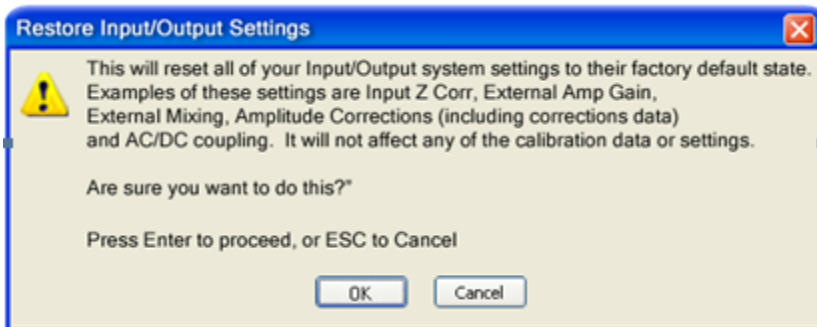 Restore Input/Output Settings
This will reset all of your Input/Output system settings to their factory default state.
Examples of these settings are Input Z Corr, External Amp Gain,
External Mixing, Amplitude Corrections (including corrections data)
and AC/DC coupling.  It will not affect any of the calibration data or settings.
Are sure you want to do this?"
Press Enter to proceed, or ESC to Cancel
OK
Cancel